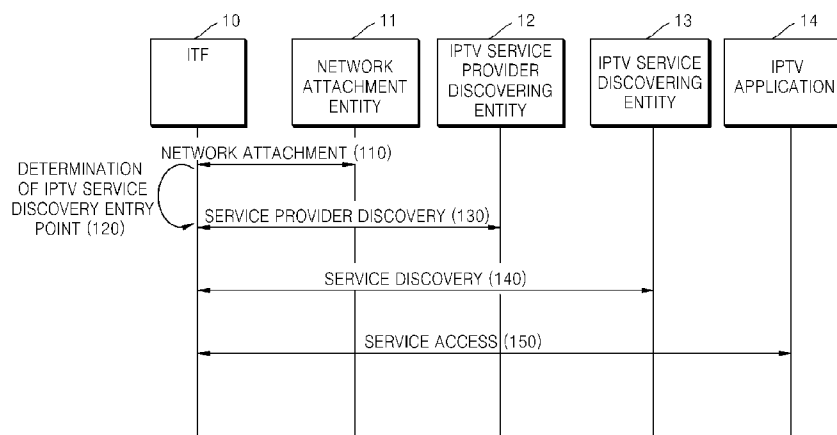 10
11
12
13
14
ITF
NETWORK
ATTACHMENT
ENTITY
IPTV SERVICE
PROVIDER
DISCOVERING
ENTITY
IPTV SERVICE
DISCOVERING
ENTITY
IPTV
APPLICATION
NETWORK ATTACHMENT (110)
DETERMINATION
OF IPTV SERVICE
DISCOVERY ENTRY
POINT (120)
SERVICE PROVIDER DISCOVERY (130)
SERVICE DISCOVERY (140)
SERVICE ACCESS (150)